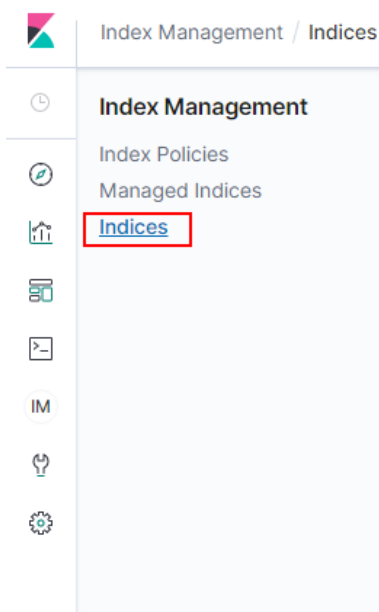 Index Management / Indices
Index Management
Index Policies
Managed Indices
Indices
IM